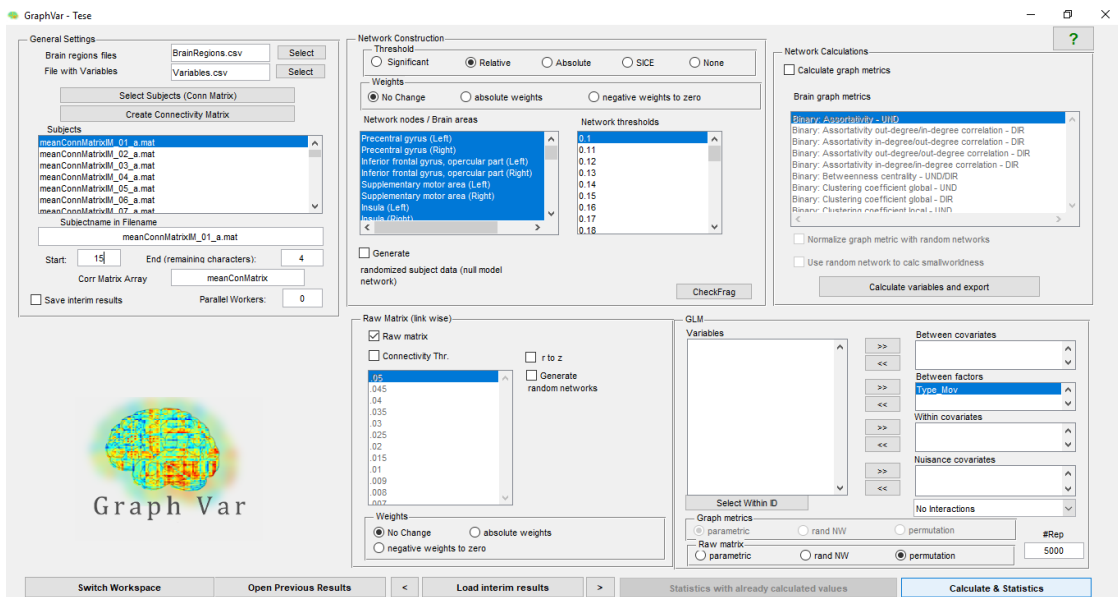 GraphVar - Tese
?
General Settings
Brain regions files
BrainRegions.csv
Select
File with Variables
Variables.csv
Select
Select Subjects (Conn Matrix)
Create Connectivity Matrix
Subjects
meanConnMatrixIM_01_a.mat
meanConnMatrixIM_02_a.mat
meanConnMatrixIM_03_a.mat
meanConnMatrixIM_04_a.mat
meanConnMatrixIM_05_a.mat
meanConnMatrixIM_06_a.mat
meanConnMatrixIM_07_a.mat
Subjectname in Filename
meanConnMatrixIM_01_a.mat
Start:
15
End (remaining characters):
4
Corr Matrix Array
meanConMatrix
Save interim results
Parallel Workers:
0
Network Construction
Threshold
Significant
Relative
Absolute
SICE
None
Weights
No Change
absolute weights
negative weights to zero
Network nodes / Brain areas
Precentral gyrus (Left)
Precentral gyrus (Right)
Inferior frontal gyrus, opercular part (Left)
Inferior frontal gyrus, opercular part (Right)
Supplementary motor area (Left)
Supplementary motor area (Right)
Insula (Left)
Insula (Right)
Network thresholds
0.1
0.11
0.12
0.13
0.14
0.15
0.16
0.17
0.18
Generate
randomized subject data (null model
network)
CheckFrag
Network Calculations
Calculate graph metrics
Brain graph metrics
Binary: Assortativity - UND
Binary: Assortativity out-degree/in-degree correlation - DIR
Binary: Assortativity in-degree/out-degree correlation - DIR
Binary: Assortativity out-degree/out-degree correlation - DIR
Binary: Assortativity in-degree/in-degree correlation - DIR
Binary: Betweenness centrality - UND/DIR
Binary: Clustering coefficient global - UND
Binary: Clustering coefficient global - DIR
Binary: Clustering coefficient local - UND
Normalize graph metric with random networks
Use random network to calc smallworldness
Calculate variables and export
Raw Matrix (link wise)
Raw matrix
Connectivity Thr.
.05
.045
.04
.035
.03
.025
.02
.015
.01
.009
.008
.007
r to z
Generate
random networks
Weights
No Change
absolute weights
negative weights to zero
GLM
Variables
>>
<<
>>
<<
>>
<<
>>
<<
Between covariates
Between factors
Type_Mov
Within covariates
Nuisance covariates
No Interactions
Select Within ID
Graph metrics
parametric
rand NW
permutation
Raw matrix
parametric
rand NW
permutation
#Rep
5000
Graph Var
Switch Workspace
Open Previous Results
<
Load interim results
>
Statistics with already calculated values
Calculate & Statistics